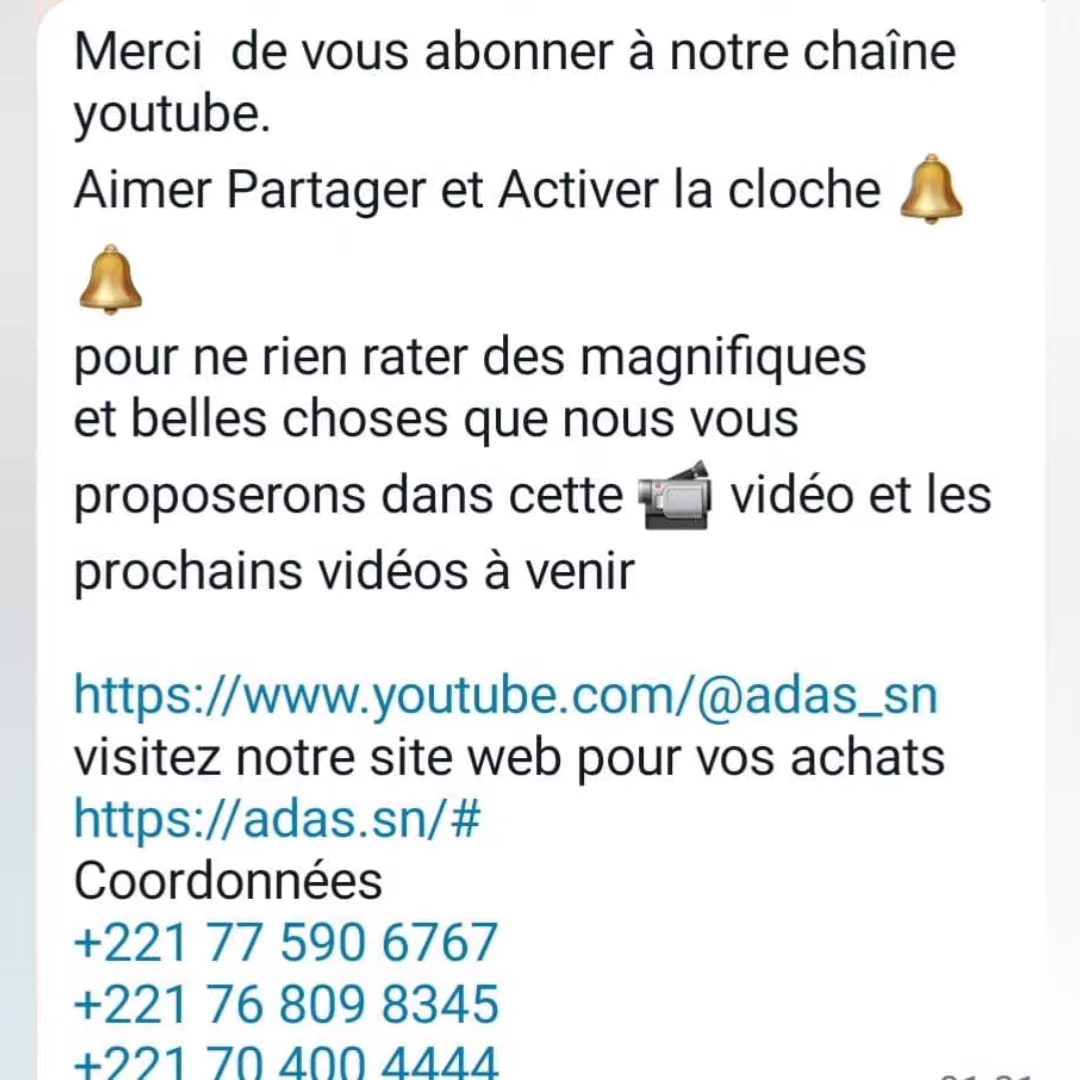 Merci  de vous abonner à notre chaîne
youtube.
Aimer Partager et Activer la cloche 🔔
🔔
pour ne rien rater des magnifiques
et belles choses que nous vous
proposerons dans cette 📹 vidéo et les
prochains vidéos à venir
https://www.youtube.com/@adas_sn
visitez notre site web pour vos achats
https://adas.sn/#
Coordonnées
+221 77 590 6767
+221 76 809 8345
+221 70 400 4444